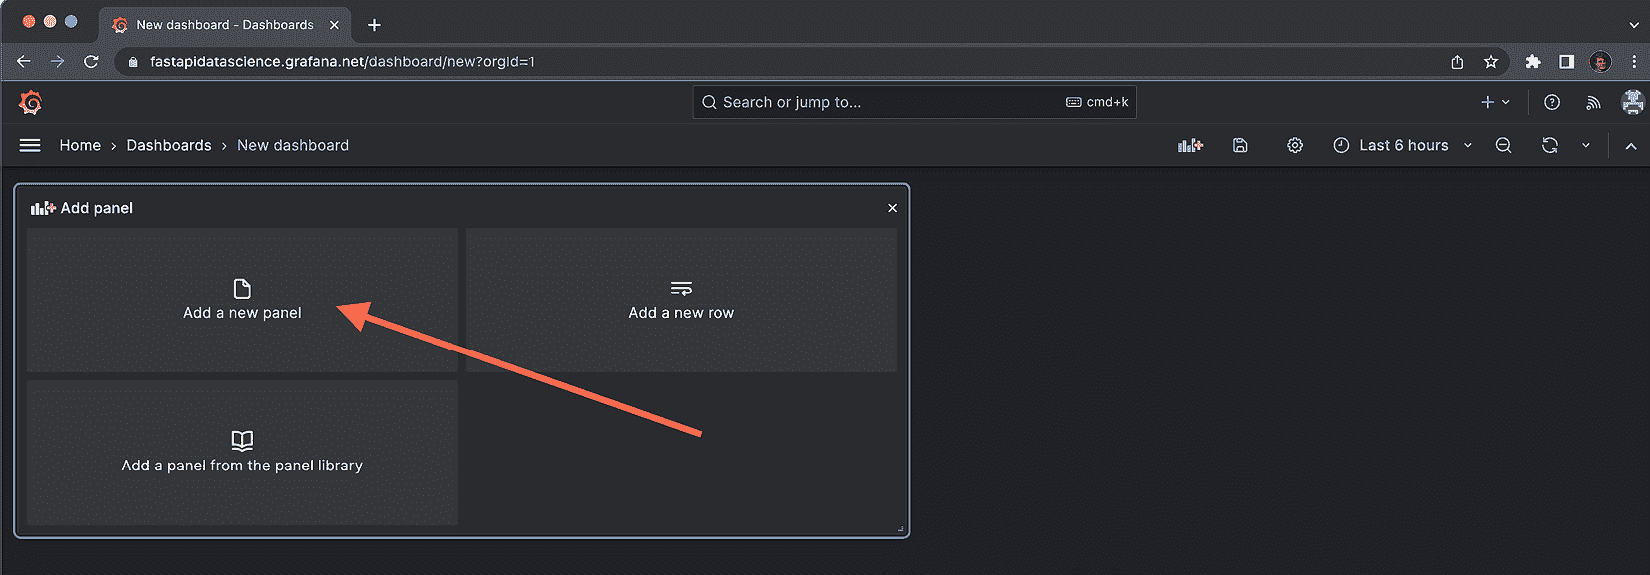 New dashboard - Dashboards
fastapidatascience.grafana.net/dashboard/new?orgId=1
Search or jump to...
cmd+k
Home › Dashboards › New dashboard
Last 6 hours
Add panel
Add a new panel
Add a new row
Add a panel from the panel library